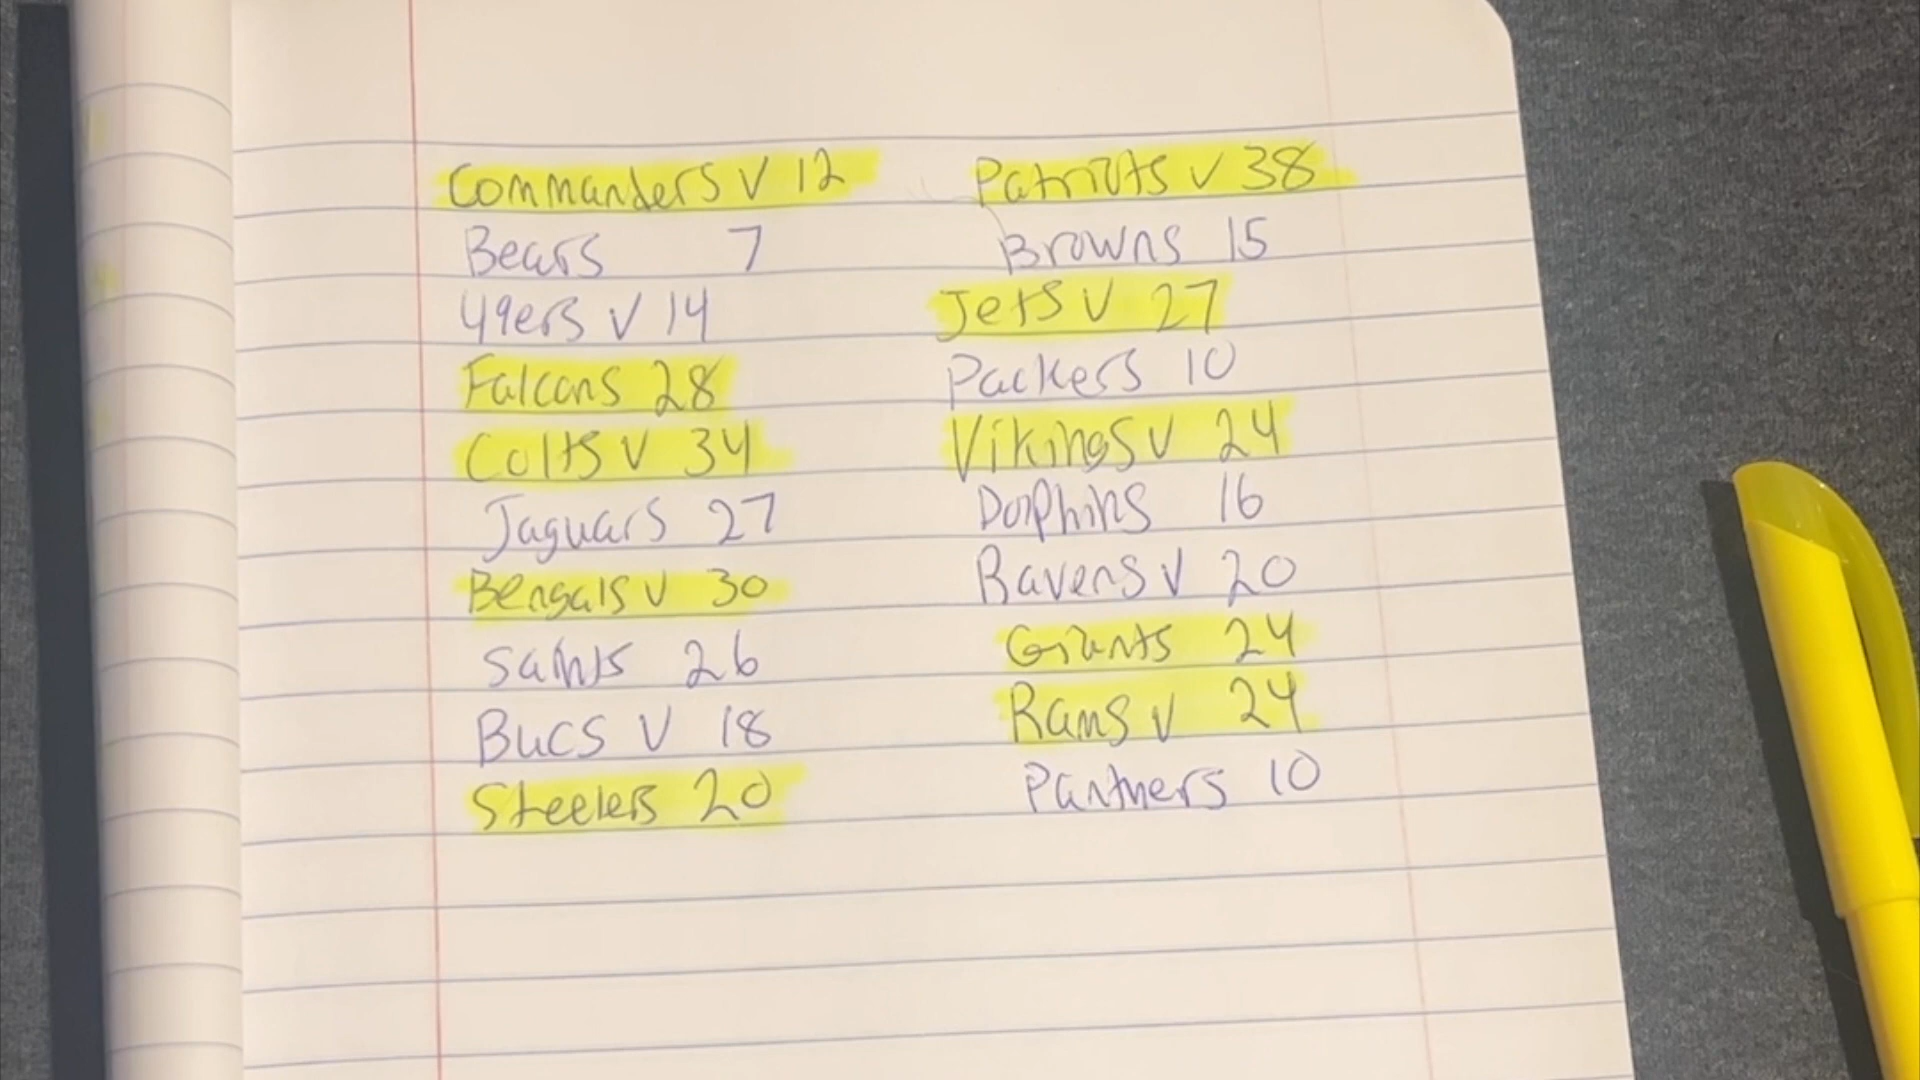 Commanders v 12
Bears 7
49ers v 14
Falcons 28
Colts v 34
Jaguars 27
Bengals v 30
Saints 26
Bucs v 18
Steelers 20
Patriots v 38
Browns 15
Jets v 27
Packers 10
Vikings v 24
Dolphins 16
Ravens v 20
Giants 24
Rams v 24
Panthers 10